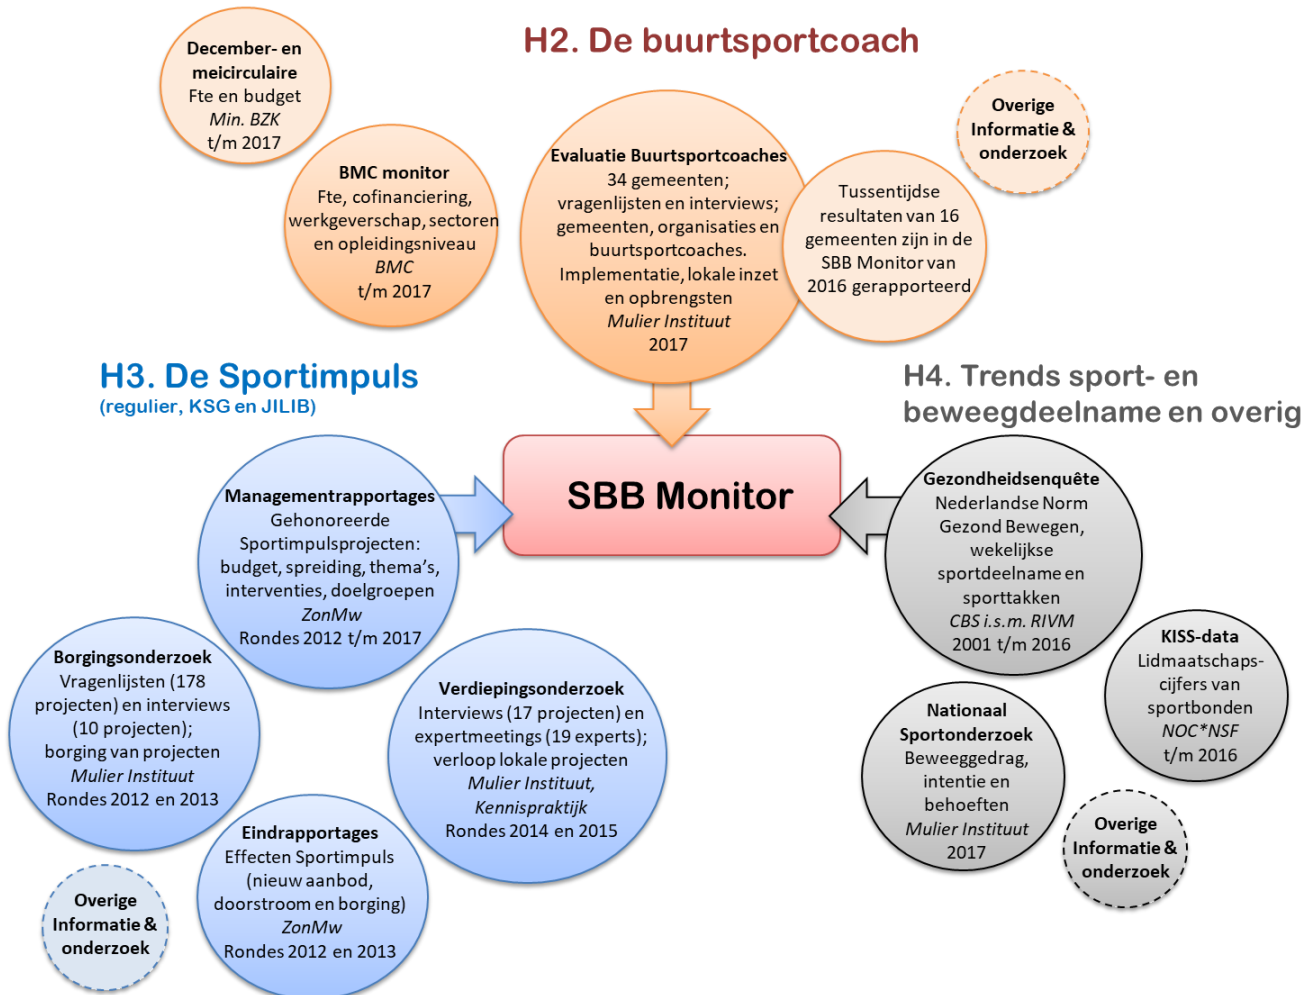 H2. De buurtsportcoach
December- en
meicirculaire
Fte en budget
Min. BZK
t/m 2017
BMC monitor
Fte, cofinanciering,
werkgeverschap, sectoren
en opleidingsniveau
BMC
t/m 2017
Evaluatie Buurtsportcoaches
34 gemeenten;
vragenlijsten en interviews;
gemeenten, organisaties en
buurtsportcoaches.
Implementatie, lokale inzet
en opbrengsten
Mulier Instituut
2017
Tussentijdse
resultaten van 16
gemeenten zijn in de
SBB Monitor van
2016 gerapporteerd
Overige
Informatie &
onderzoek
H3. De Sportimpuls
(regulier, KSG en JILIB)
H4. Trends sport- en
beweegdeelname en overig
SBB Monitor
Managementrapportages
Gehonoreerde
Sportimpulsprojecten:
budget, spreiding, thema's,
interventies, doelgroepen
ZonMw
Rondes 2012 t/m 2017
Borgingsonderzoek
Vragenlijsten (178
projecten) en interviews
(10 projecten);
borging van projecten
Mulier Instituut
Rondes 2012 en 2013
Verdiepingsonderzoek
Interviews (17 projecten) en
expertmeetings (19 experts);
verloop lokale projecten
Mulier Instituut,
Kennispraktijk
Rondes 2014 en 2015
Eindrapportages
Effecten Sportimpuls
(nieuw aanbod,
doorstroom en borging)
ZonMw
Rondes 2012 en 2013
Overige
Informatie &
onderzoek
Gezondheidsenquête
Nederlandse Norm
Gezond Bewegen,
wekelijkse
sportdeelname en
sporttakken
CBS i.s.m. RIVM
2001 t/m 2016
KISS-data
Lidmaatschaps-
cijfers van
sportbonden
NOC*NSF
t/m 2016
Nationaal
Sportonderzoek
Beweeggedrag,
intentie en
behoeften
Mulier Instituut
2017
Overige
Informatie &
onderzoek